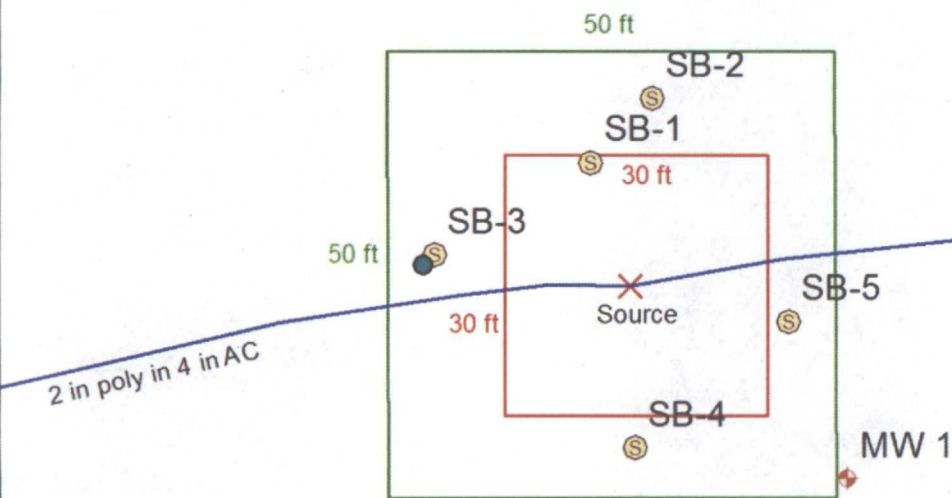 50 ft
SB-2
S
SB-1
S
30 ft
SB-3
S
50 ft
SB-5
Source
S
30 ft
2 in poly in 4 in AC
SB-4
S
MW 1